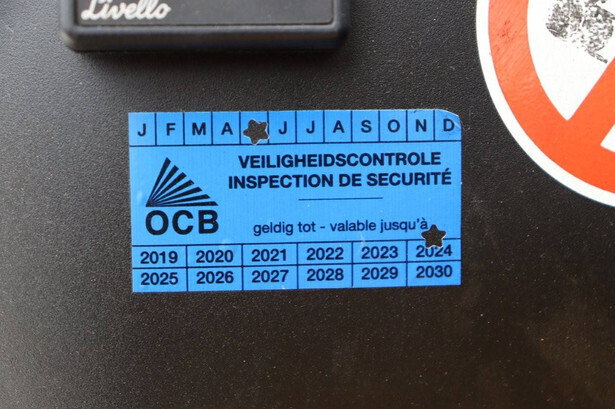 Livello
J F M A J J A S O N D
VEILIGHEIDSCONTROLE
INSPECTION DE SECURITÉ
OCB
geldig tot - valable jusqu'à
2019 2020 2021 2022 2023 2024
2025 2026 2027 2028 2029 2030